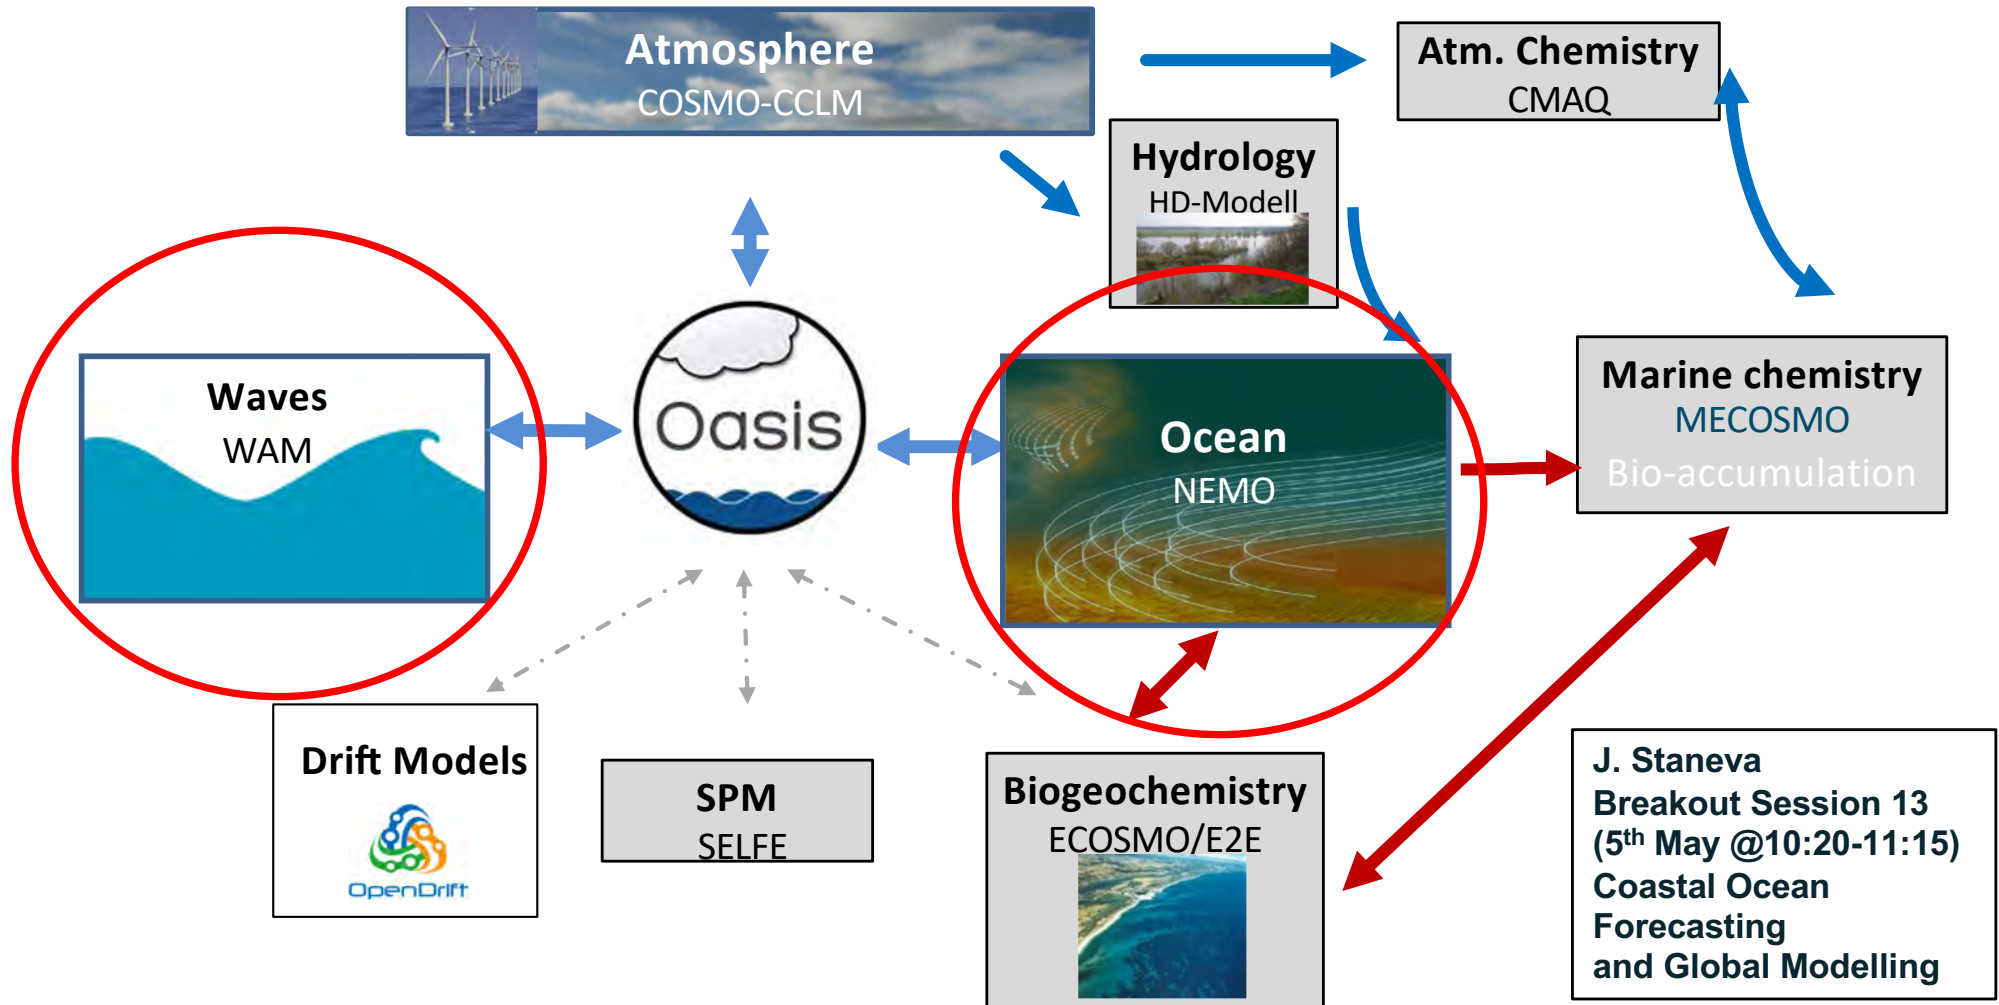 Atmosphere
COSMO-CCLM
Atm. Chemistry
CMAQ
Hydrology
HD-Modell
Waves
WAM
Oasis
Ocean
NEMO
Marine chemistry
MECOSMO
Bio-accumulation
Drift Models
OpenDrift
SPM
SELFE
Biogeochemistry
ECOSMO/E2E
J. Staneva
Breakout Session 13
(5th May @10:20-11:15)
Coastal Ocean
Forecasting
and Global Modelling